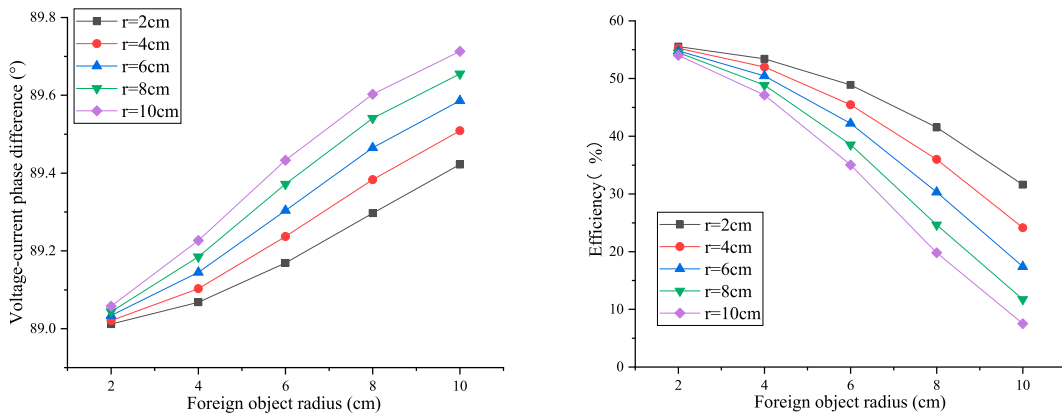 89.8
89.6
89.4
89.2
89.0
Voltage-current phase difference (°)
r=2cm
r=4cm
r=6cm
r=8cm
r=10cm
2 4 6 8 10
Foreign object radius (cm)
60
50
40
30
20
10
0
Efficiency( %)
r=2cm
r=4cm
r=6cm
r=8cm
r=10cm
2 4 6 8 10
Foreign object radius (cm)